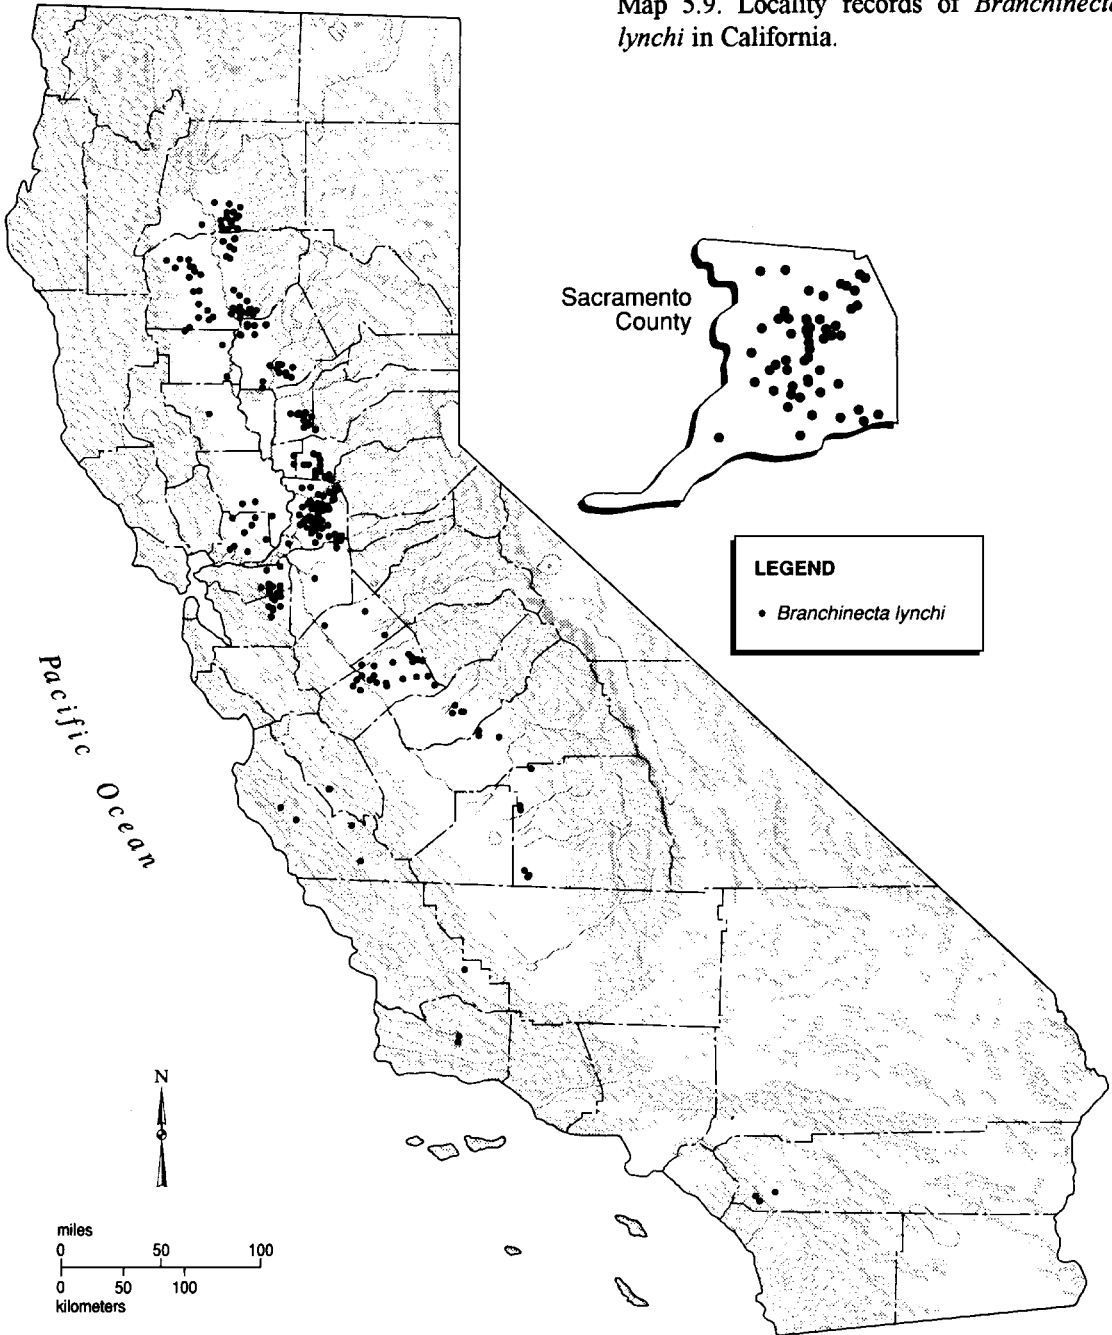 Map 5.9. Locality records of Branchinecta
lynchi in California.
Sacramento
County
LEGEND
Branchinecta lynchi
Pacific Ocean
N
miles
0 50 100
0 50 100
kilometers